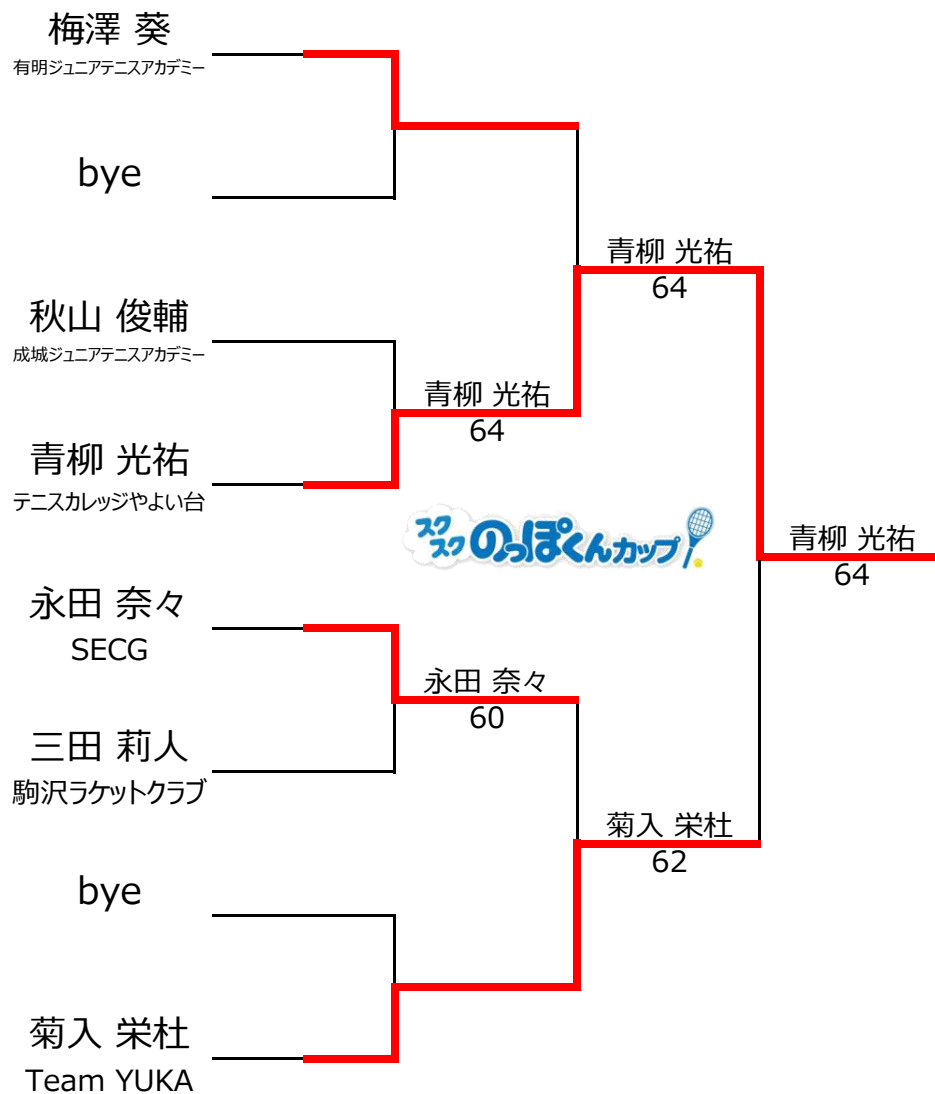 梅澤 葵
有明ジュニアテニスアカデミー
bye
秋山 俊輔
成城ジュニアテニスアカデミー
青柳 光祐
テニスカレッジやよい台
永田 奈々
SECG
三田 莉人
駒沢ラケットクラブ
bye
菊入 栄杜
Team YUKA
青柳 光祐
64
永田 奈々
60
青柳 光祐
64
菊入 栄杜
62
スクスク
のっぽくんカップ
青柳 光祐
64